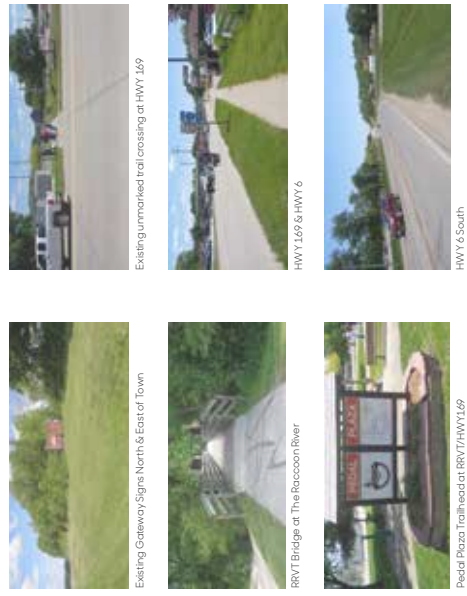 Existing Gateway Signs North & East of Town
RRVT Bridge at The Raccoon River
PEDAL PLAZA
Pedal Plaza Trailhead at RRVT/HWY169
Existing unmarked trail crossing at HWY 169
HWY 169 & HWY 6
HWY 6 South